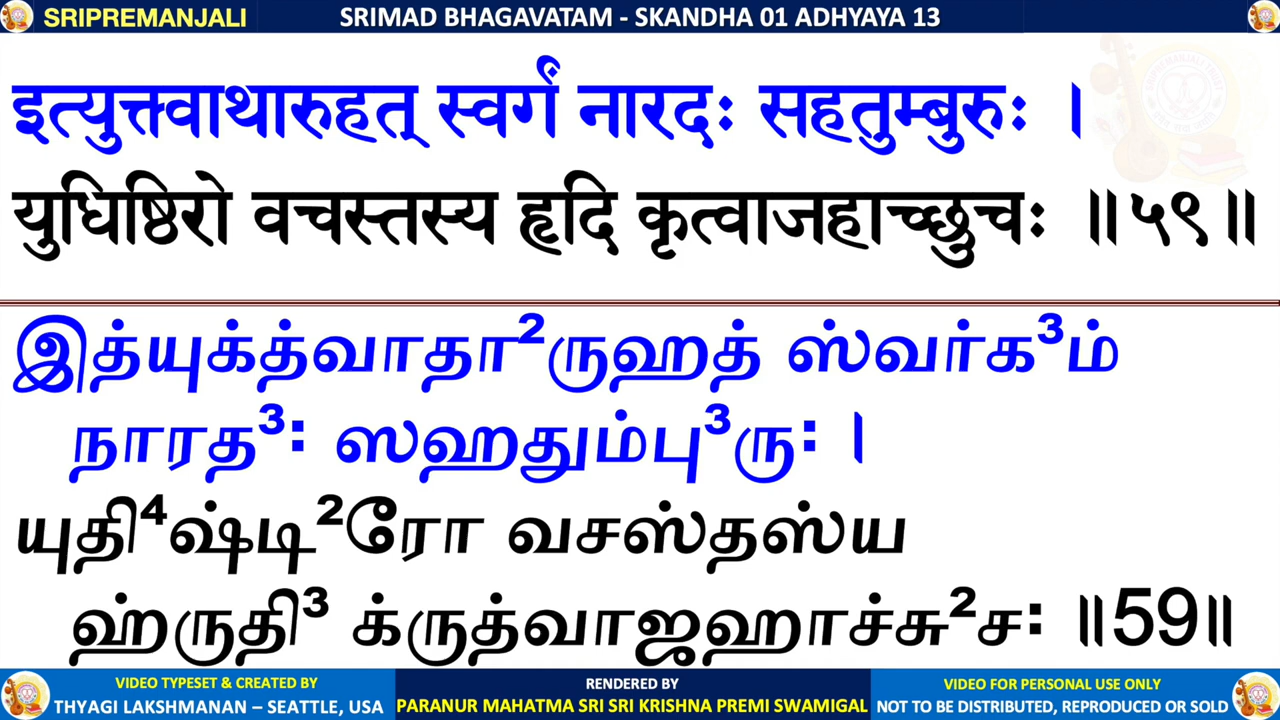 SRIPREMANJALI
SRIMAD BHAGAVATAM - SKANDHA 01 ADHYAYA 13
इत्युक्त्वाथारुहत् स्वर्गं नारदः सहतुम्बुरुः ।
युधिष्ठिरो वचस्तस्य हृदि कृत्वाजहाच्छुचः ॥५९॥
இத்யுக்த்வாதா²ருஹத் ஸ்வர்க³ம்
நாரத³꞉ ஸஹதும்பு³ரு꞉ ।
யுதி⁴ஷ்டி²ரோ வசஸ்தஸ்ய
ஹ்ருதி³ க்ருத்வாஜஹாச்சு²ச꞉ ॥59॥
VIDEO TYPESET & CREATED BY
THYAGI LAKSHMANAN – SEATTLE, USA
RENDERED BY
PARANUR MAHATMA SRI SRI KRISHNA PREMI SWAMIGAL
VIDEO FOR PERSONAL USE ONLY
NOT TO BE DISTRIBUTED, REPRODUCED OR SOLD